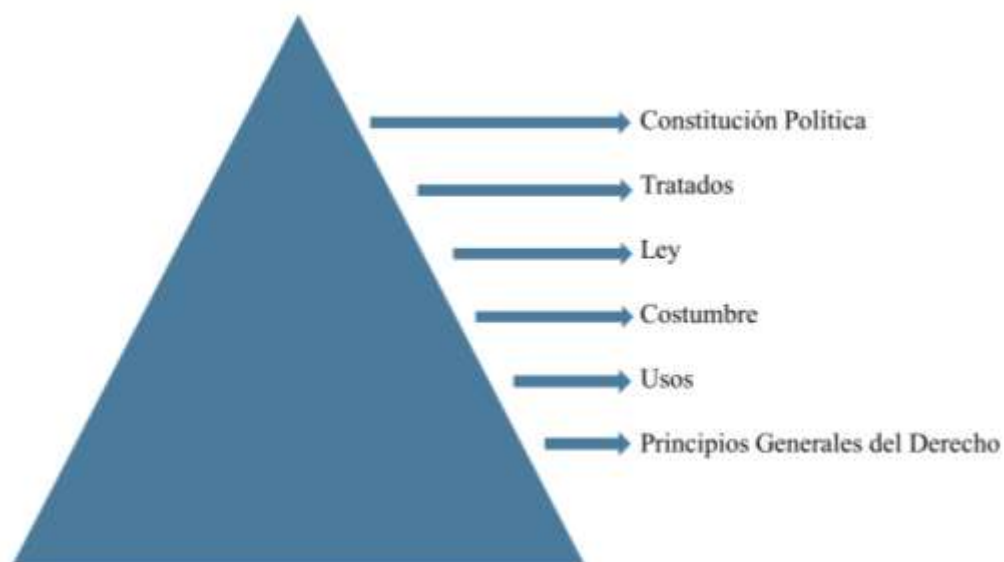 Constitución Política
Tratados
Ley
Costumbre
Usos
Principios Generales del Derecho